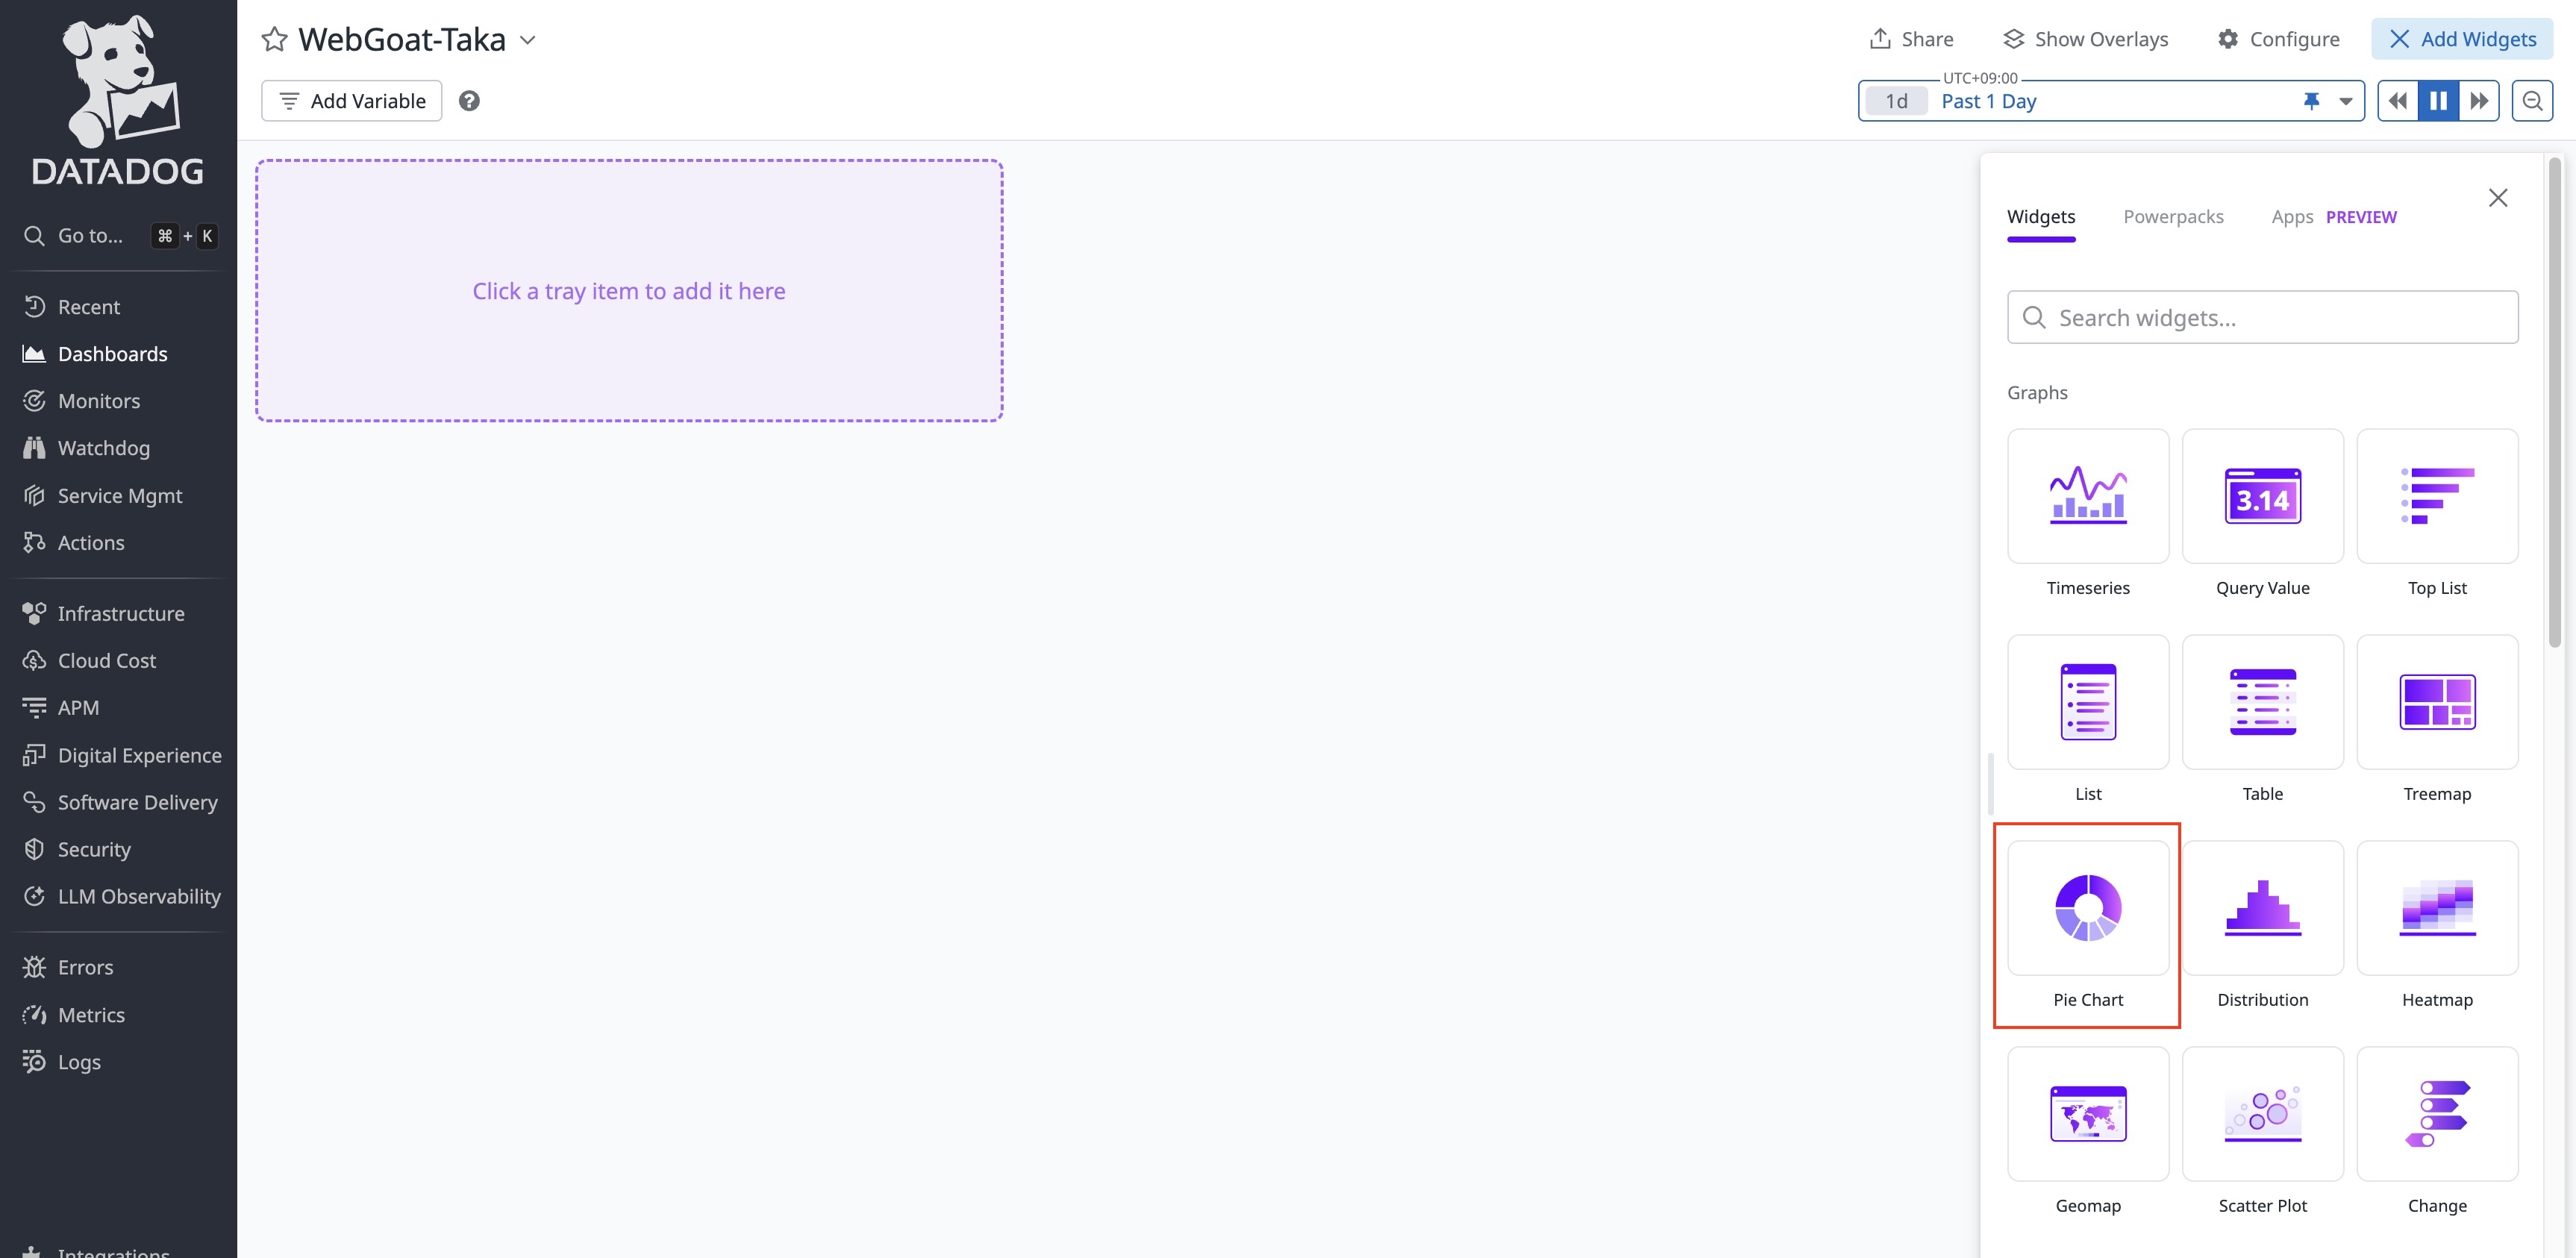 DATADOG
Go to... ⌘ + K
Recent
Dashboards
Monitors
Watchdog
Service Mgmt
Actions
Infrastructure
Cloud Cost
APM
Digital Experience
Software Delivery
Security
LLM Observability
Errors
Metrics
Logs
Integrations
WebGoat-Taka
Share
Show Overlays
Configure
Add Widgets
Add Variable
?
UTC+09:00
1d Past 1 Day
Click a tray item to add it here
Widgets Powerpacks Apps PREVIEW
Search widgets...
Graphs
3.14
Timeseries Query Value Top List
List Table Treemap
Pie Chart Distribution Heatmap
Geomap Scatter Plot Change